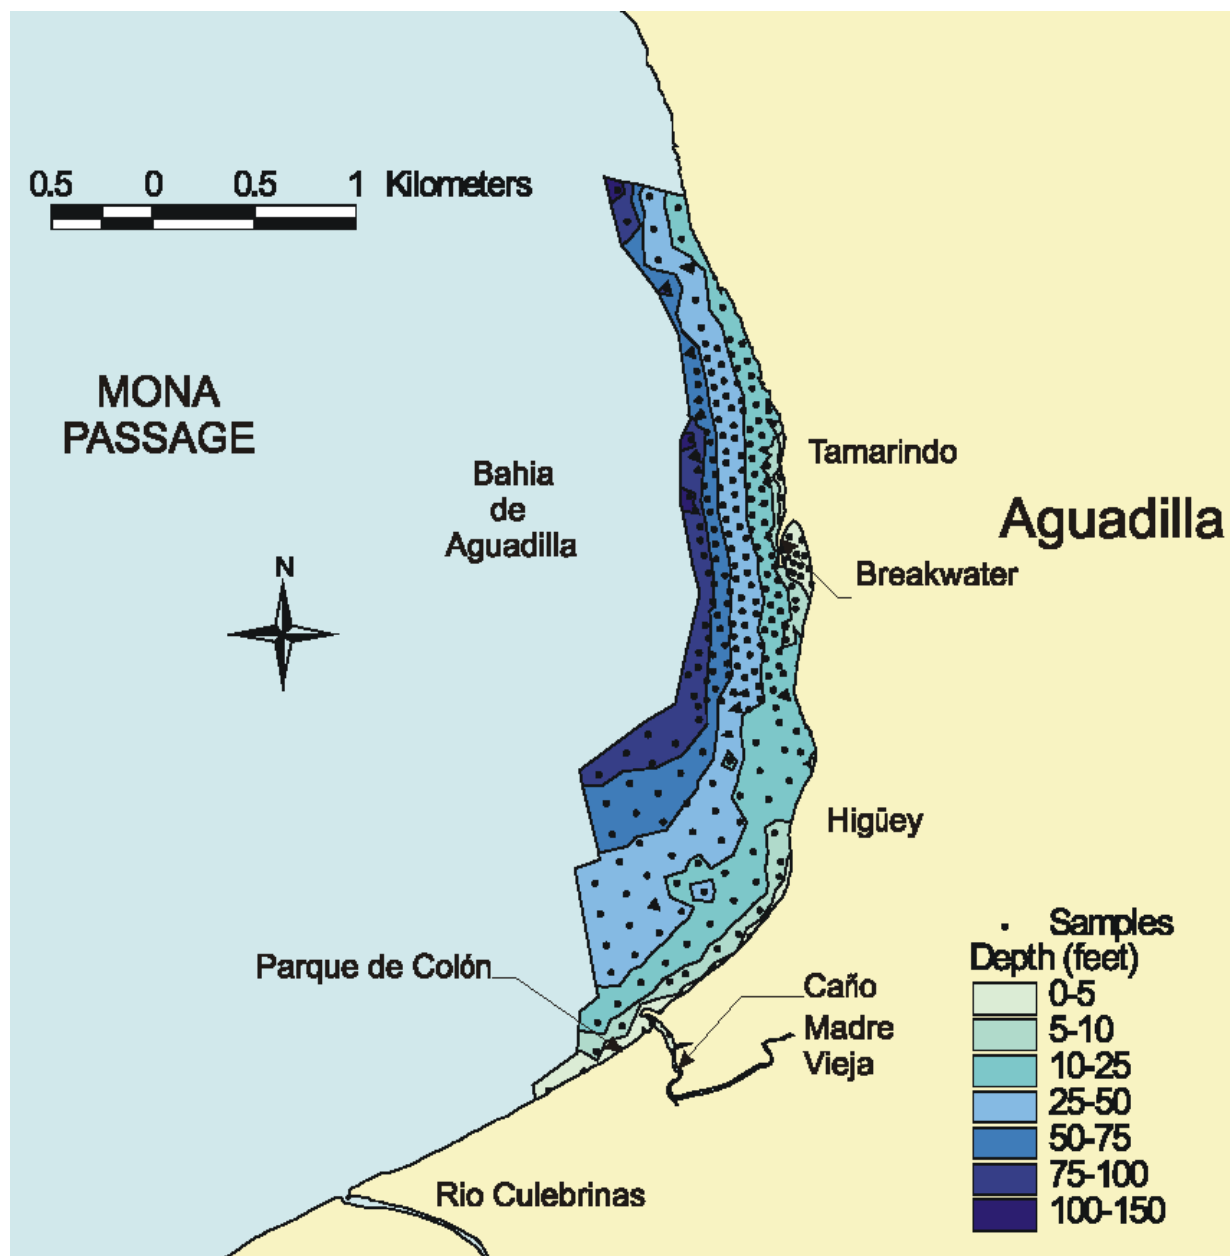 0.5 0 0.5 1 Kilometers
MONA
PASSAGE
Bahia
de
Aguadilla
Tamarindo
Aguadilla
Breakwater
N
Higüey
Parque de Colón
Caño
Madre
Vieja
Rio Culebrinas
Samples
Depth (feet)
0-5
5-10
10-25
25-50
50-75
75-100
100-150